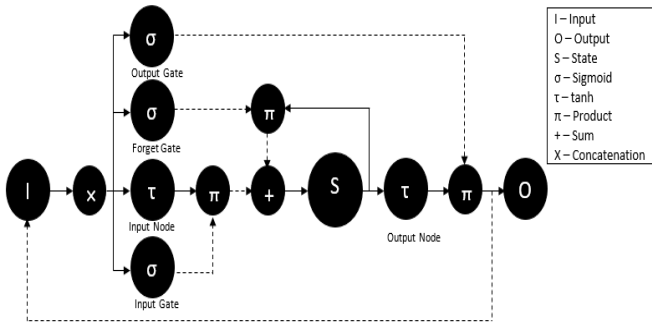 σ
Output Gate
σ
Forget Gate
π
I
X
τ
Input Node
π
+
S
τ
Output Node
π
O
σ
Input Gate
I – Input
O – Output
S – State
σ – Sigmoid
τ – tanh
π – Product
+ – Sum
X – Concatenation